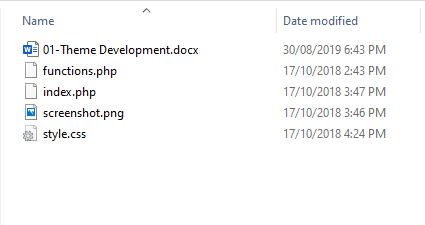 Name Date modified
01-Theme Development.docx 30/08/2019 6:43 PM
functions.php 17/10/2018 2:43 PM
index.php 17/10/2018 3:47 PM
screenshot.png 17/10/2018 3:46 PM
style.css 17/10/2018 4:24 PM